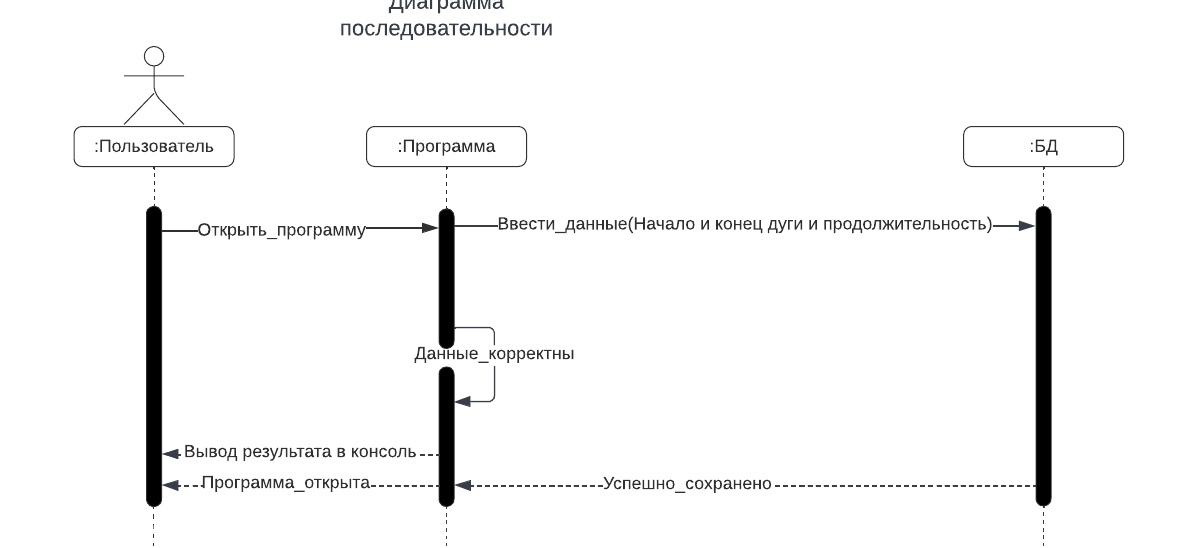 Диаграмма
последовательности
:Пользователь
:Программа
:БД
Открыть_программу
Ввести_данные(Начало и конец дуги и продолжительность)
Данные_корректны
Вывод результата в консоль
Программа_открыта
Успешно_сохранено